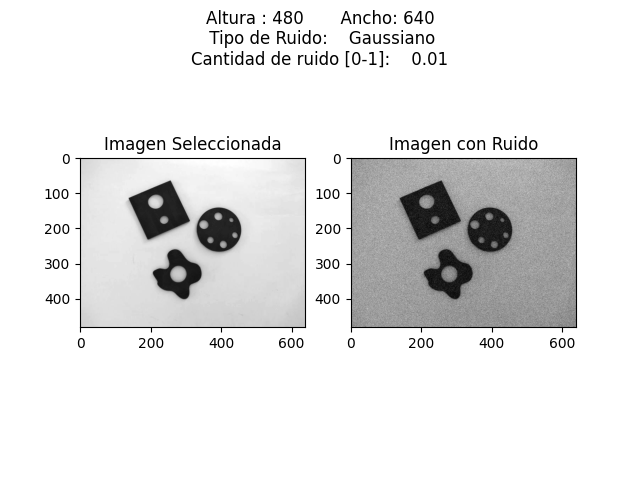 Altura : 480 Ancho: 640
Tipo de Ruido: Gaussiano
Cantidad de ruido [0-1]: 0.01
Imagen Seleccionada
0
100
200
300
400
0 200 400 600
Imagen con Ruido
0
100
200
300
400
0 200 400 600